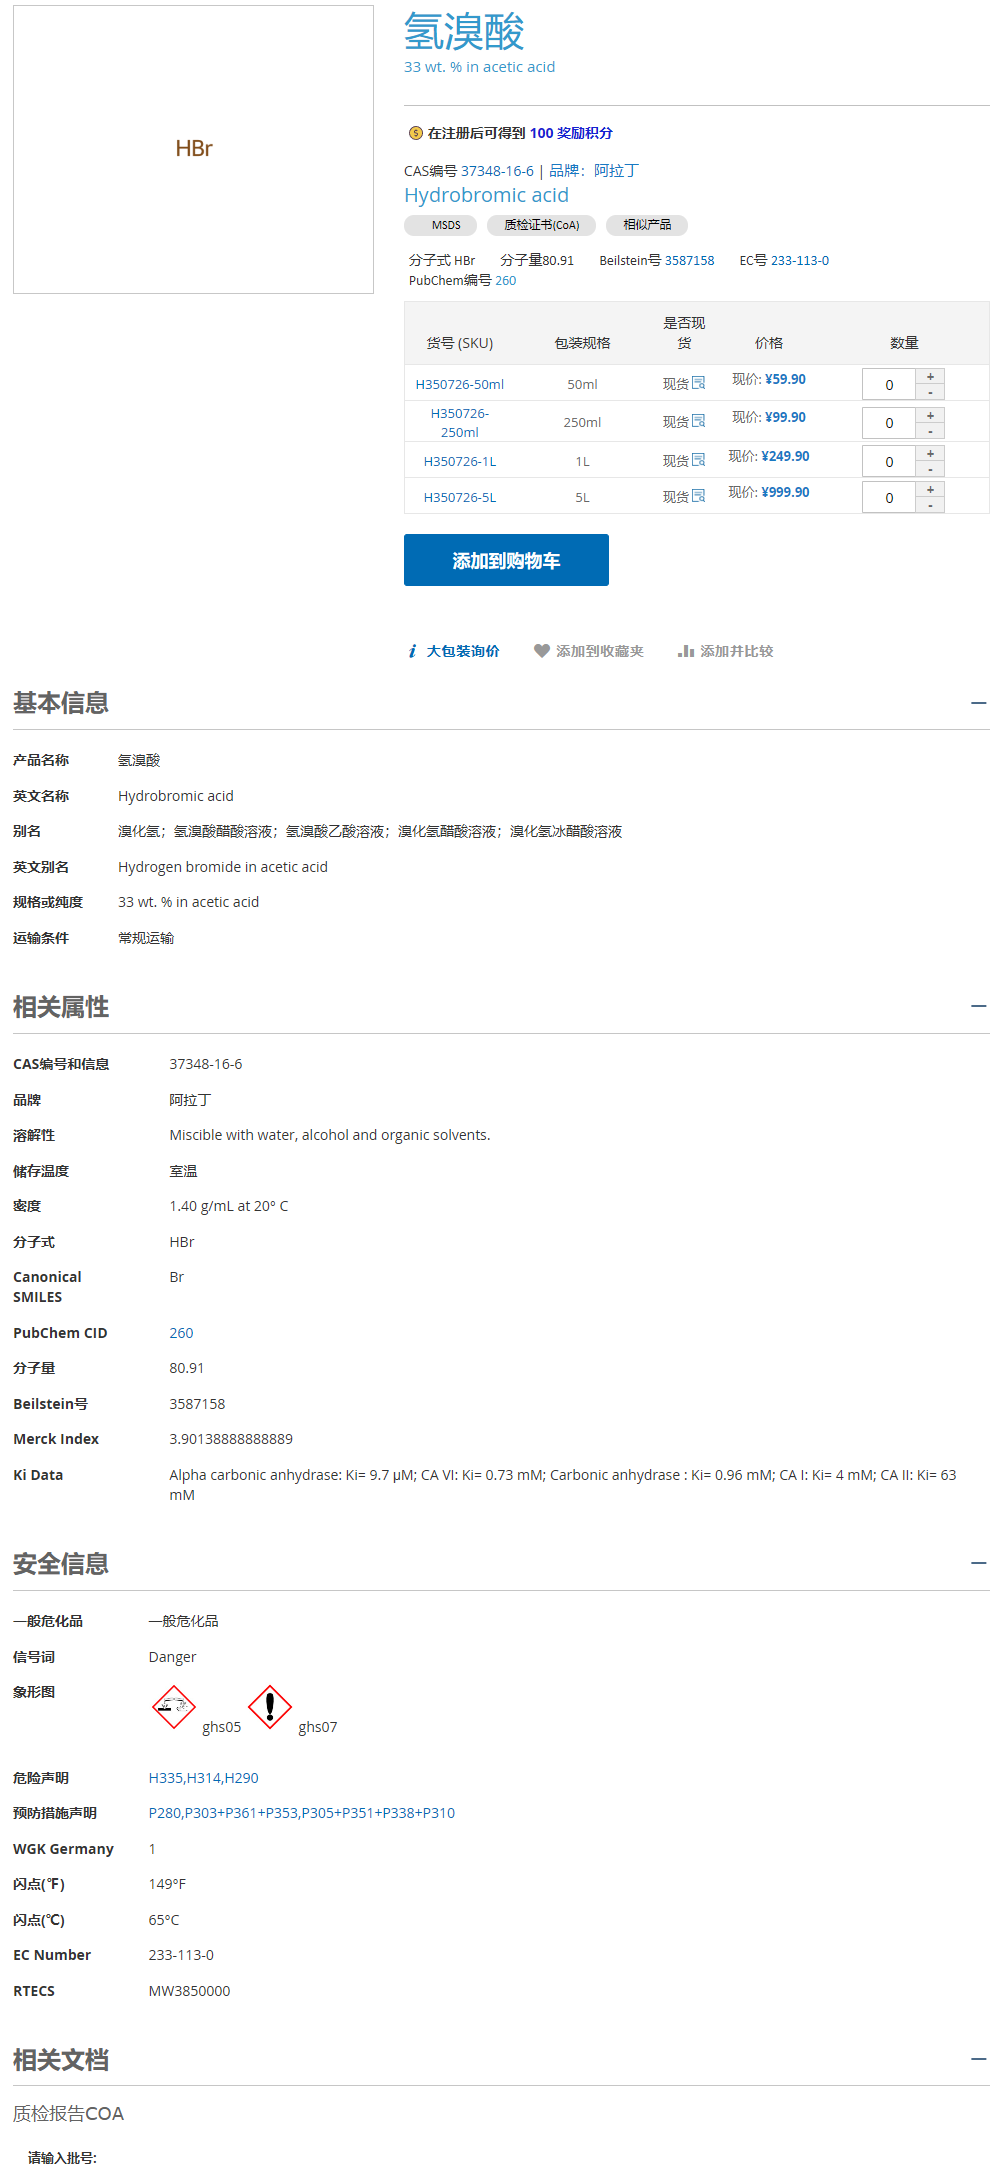 HBr
氢溴酸
33 wt. % in acetic acid
在注册后可得到 100 奖励积分
CAS编号 37348-16-6 | 品牌：阿拉丁
Hydrobromic acid
MSDS 质检证书(CoA) 相似产品
分子式 HBr 分子量80.91 Beilstein号 3587158 EC号 233-113-0
PubChem编号 260
货号 (SKU) 包装规格 是否现货 价格 数量
H350726-50ml 50ml 现货 现价: ¥59.90 0 + -
H350726-250ml 250ml 现货 现价: ¥99.90 0 + -
H350726-1L 1L 现货 现价: ¥249.90 0 + -
H350726-5L 5L 现货 现价: ¥999.90 0 + -
添加到购物车
大包装询价 添加到收藏夹 添加并比较
基本信息
产品名称 氢溴酸
英文名称 Hydrobromic acid
别名 溴化氢；氢溴酸醋酸溶液；氢溴酸乙酸溶液；溴化氢醋酸溶液；溴化氢冰醋酸溶液
英文别名 Hydrogen bromide in acetic acid
规格或纯度 33 wt. % in acetic acid
运输条件 常规运输
相关属性
CAS编号和信息 37348-16-6
品牌 阿拉丁
溶解性 Miscible with water, alcohol and organic solvents.
储存温度 室温
密度 1.40 g/mL at 20° C
分子式 HBr
Canonical SMILES Br
PubChem CID 260
分子量 80.91
Beilstein号 3587158
Merck Index 3.90138888888889
Ki Data Alpha carbonic anhydrase: Ki= 9.7 µM; CA VI: Ki= 0.73 mM; Carbonic anhydrase : Ki= 0.96 mM; CA I: Ki= 4 mM; CA II: Ki= 63
mM
安全信息
一般危化品 一般危化品
信号词 Danger
象形图 ghs05 ghs07
危险声明 H335,H314,H290
预防措施声明 P280,P303+P361+P353,P305+P351+P338+P310
WGK Germany 1
闪点(℉) 149°F
闪点(℃) 65°C
EC Number 233-113-0
RTECS MW3850000
相关文档
质检报告COA
请输入批号: